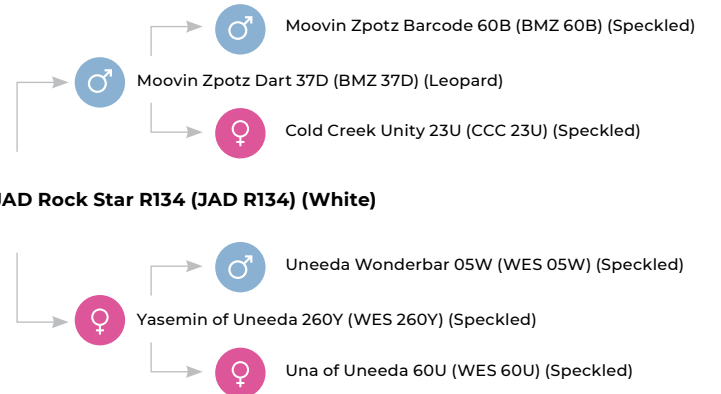 Moovin Zpotz Barcode 60B (BMZ 60B) (Speckled)
Moovin Zpotz Dart 37D (BMZ 37D) (Leopard)
Cold Creek Unity 23U (CCC 23U) (Speckled)
JAD Rock Star R134 (JAD R134) (White)
Uneeda Wonderbar 05W (WES 05W) (Speckled)
Yasemin of Uneeda 260Y (WES 260Y) (Speckled)
Una of Uneeda 60U (WES 60U) (Speckled)